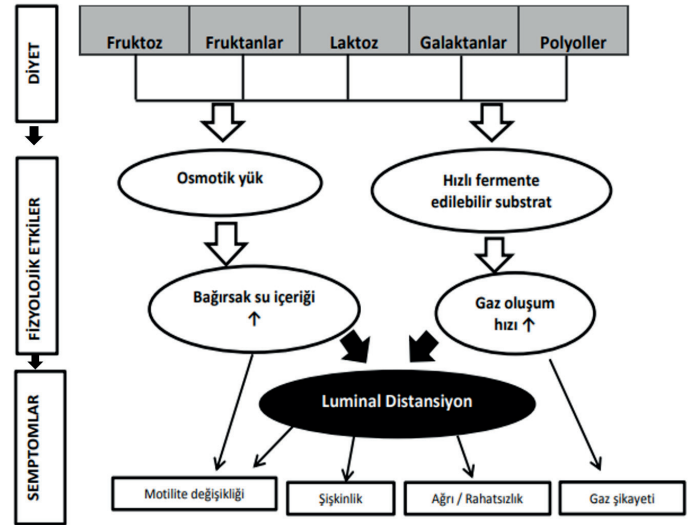 DİYET
Fruktoz
Fruktanlar
Laktoz
Galaktanlar
Polyoller
FİZYOLOJİK ETKİLER
Osmotik yük
Hızlı fermente
edilebilir substrat
Bağırsak su içeriği
↑
Gaz oluşum
hızı ↑
SEMPTOMLAR
Luminal Distansiyon
Motilite değişikliği
Şişkinlik
Ağrı / Rahatsızlık
Gaz şikayeti